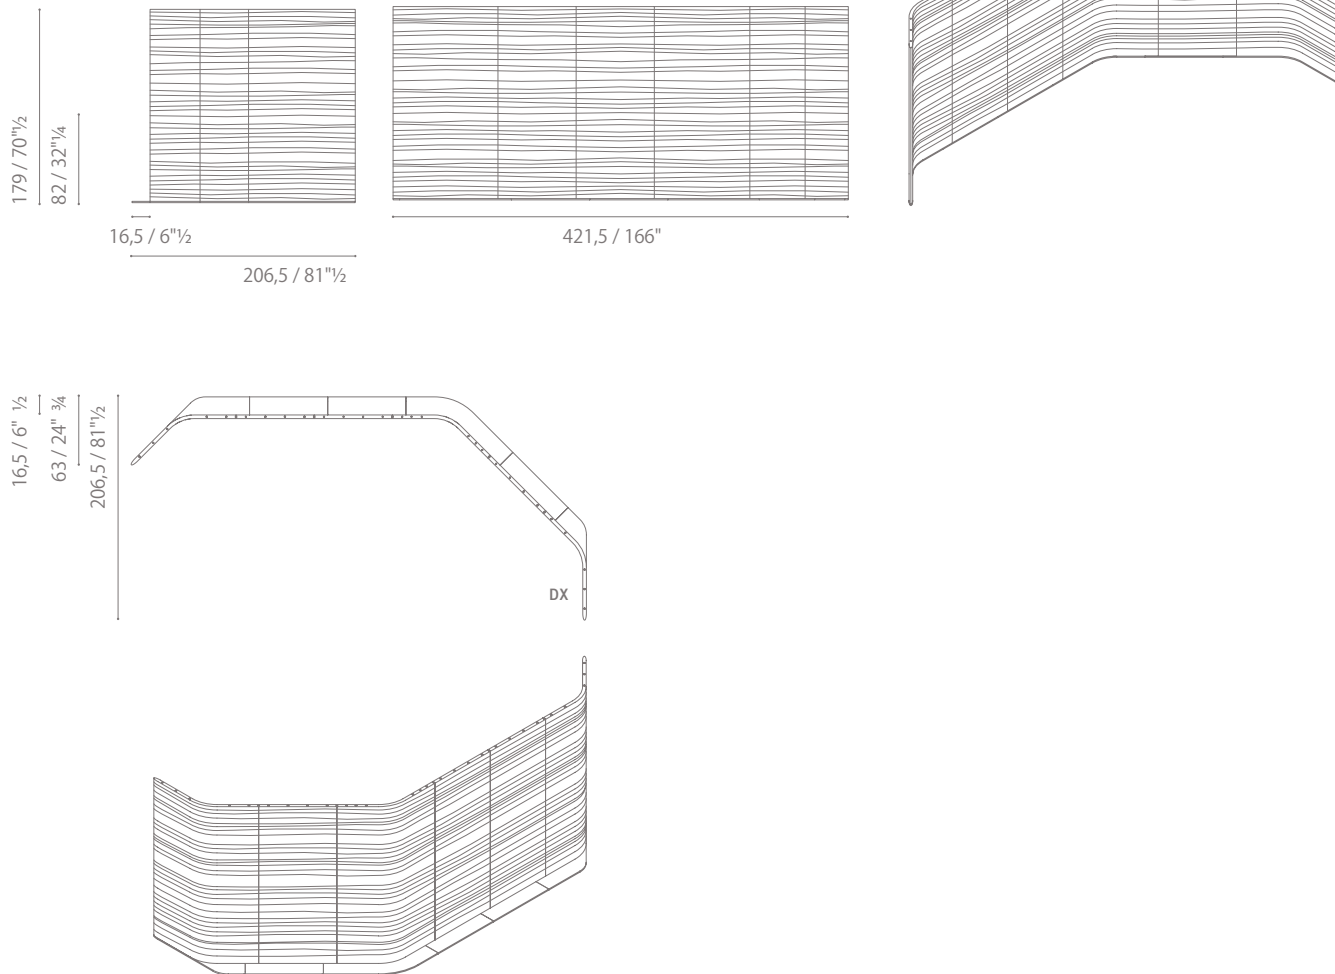 179 / 70"½
82 / 32"¼
16,5 / 6"½
206,5 / 81"½
421,5 / 166"
16,5 / 6" ½
63 / 24" ¾
206,5 / 81"½
DX